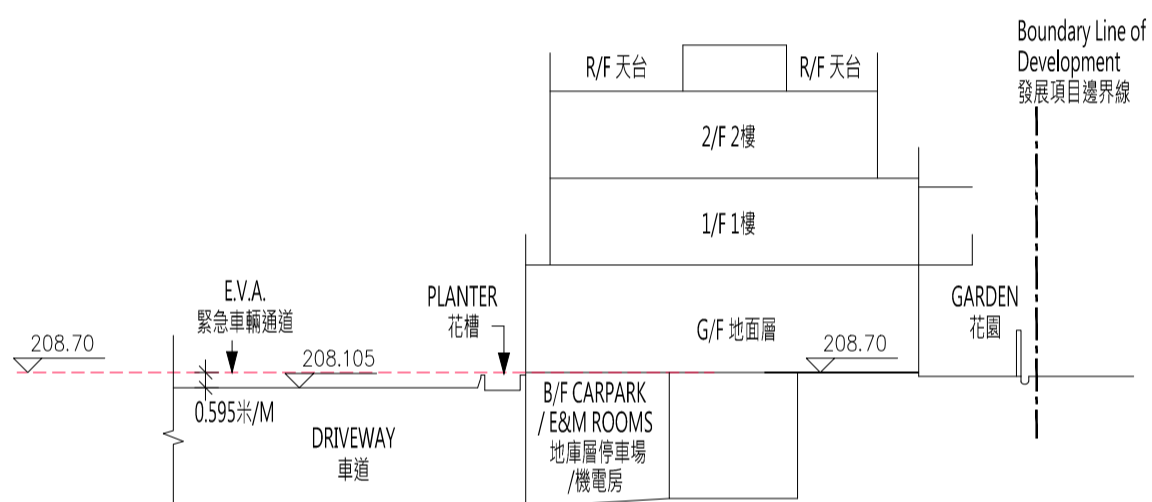 Boundary Line of
Development
發展項目邊界線
R/F 天台
R/F 天台
2/F 2樓
1/F 1樓
E.V.A.
緊急車輛通道
PLANTER
花槽
GARDEN
花園
G/F 地面層
208.70
208.105
208.70
0.595米/M
B/F CARPARK
/ E&M ROOMS
地庫層停車場
/機電房
DRIVEWAY
車道